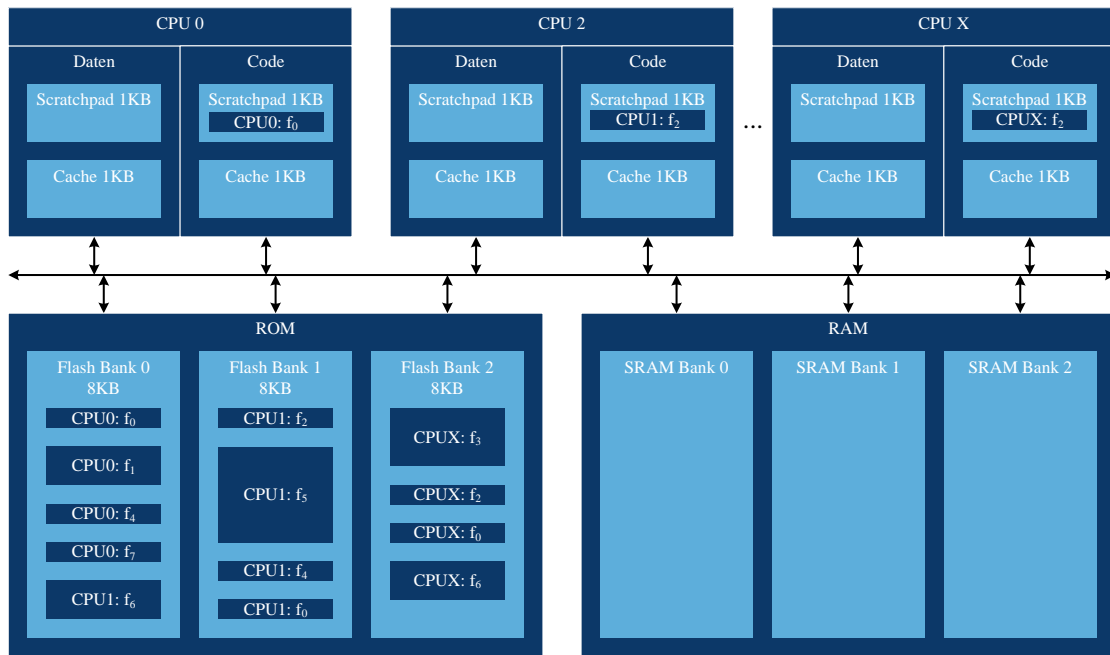 CPU 0
Daten
Code
Scratchpad 1KB
Scratchpad 1KB
CPU0: f₀
Cache 1KB
Cache 1KB
CPU 2
Daten
Code
Scratchpad 1KB
Scratchpad 1KB
CPU1: f₂
Cache 1KB
Cache 1KB
...
CPU X
Daten
Code
Scratchpad 1KB
Scratchpad 1KB
CPUX: f₂
Cache 1KB
Cache 1KB
ROM
Flash Bank 0
8KB
CPU0: f₀
CPU0: f₁
CPU0: f₄
CPU0: f₇
CPU1: f₆
Flash Bank 1
8KB
CPU1: f₂
CPU1: f₅
CPU1: f₄
CPU1: f₀
Flash Bank 2
8KB
CPUX: f₃
CPUX: f₂
CPUX: f₀
CPUX: f₆
RAM
SRAM Bank 0
SRAM Bank 1
SRAM Bank 2